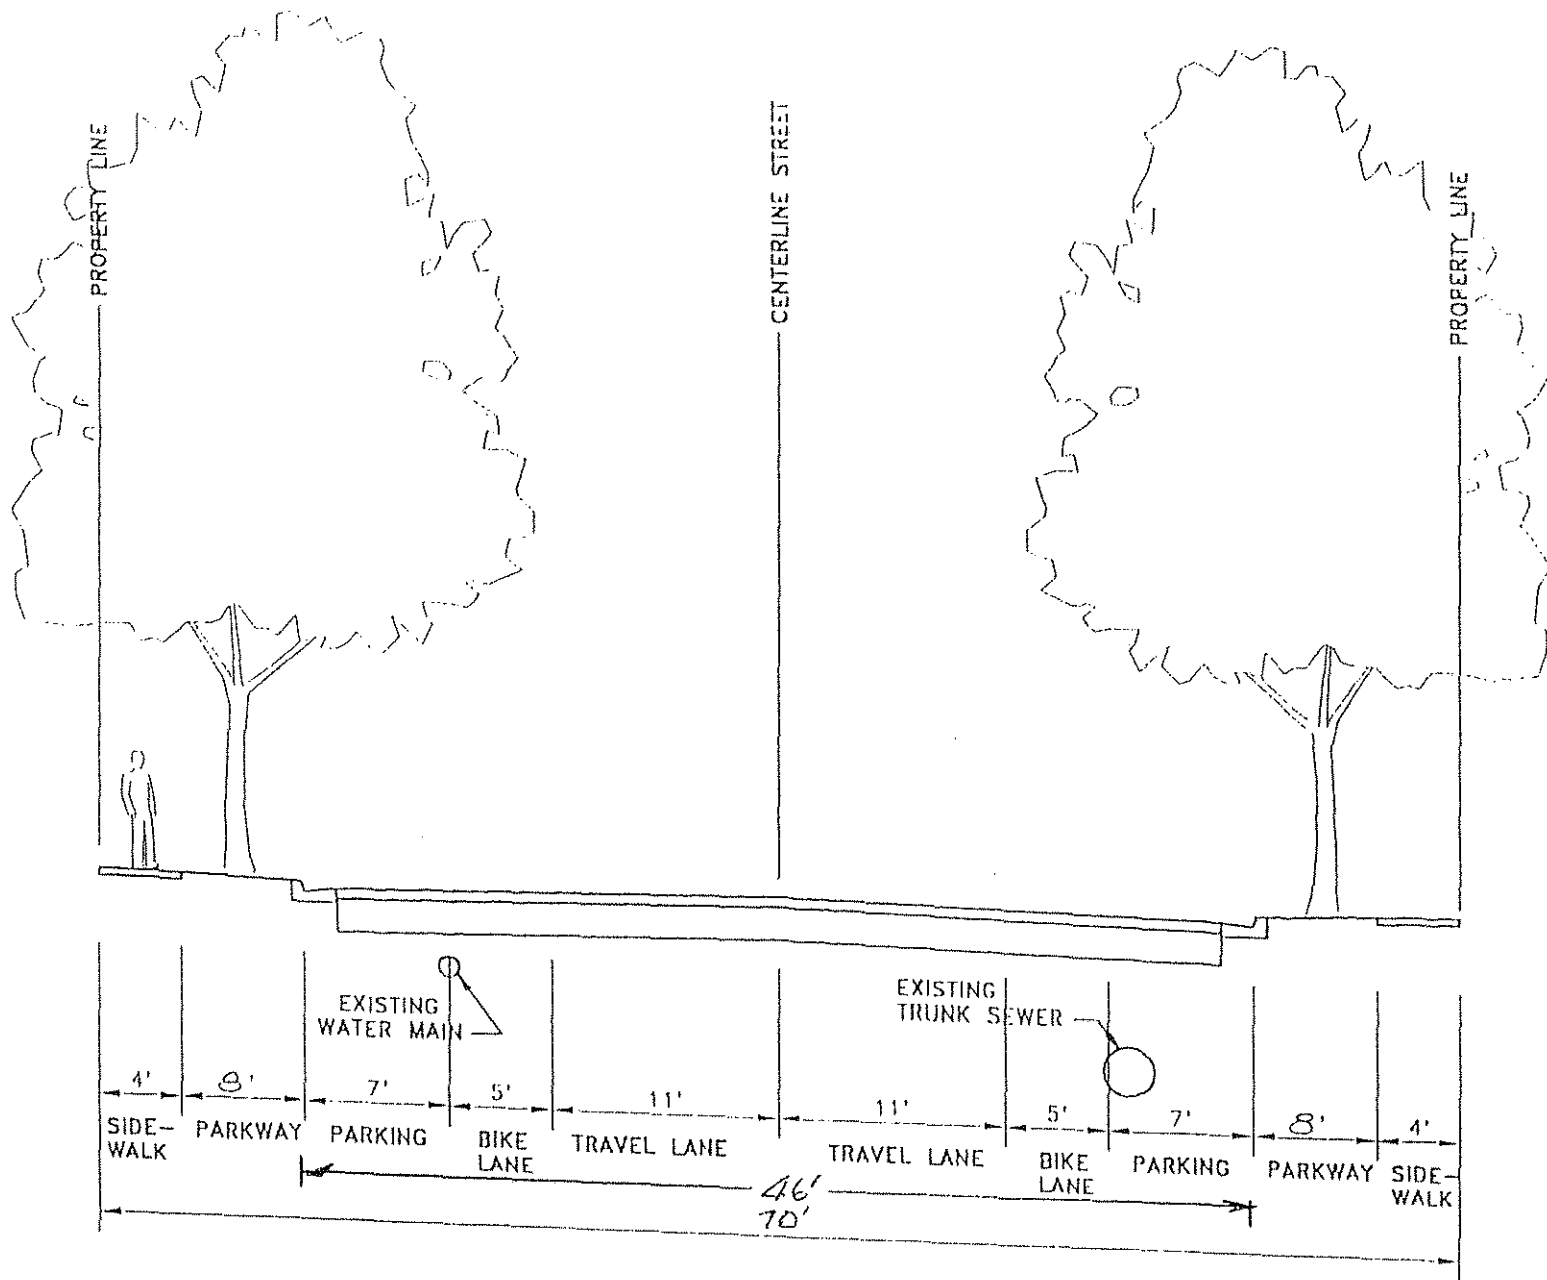 PROPERTY LINE
CENTERLINE STREET
PROPERTY LINE
EXISTING
WATER MAIN
EXISTING
TRUNK SEWER
4'
8'
7'
5'
11'
11'
5'
7'
8'
4'
SIDE-
WALK
PARKWAY
PARKING
BIKE
LANE
TRAVEL LANE
TRAVEL LANE
BIKE
LANE
PARKING
PARKWAY
SIDE-
WALK
46'
70'